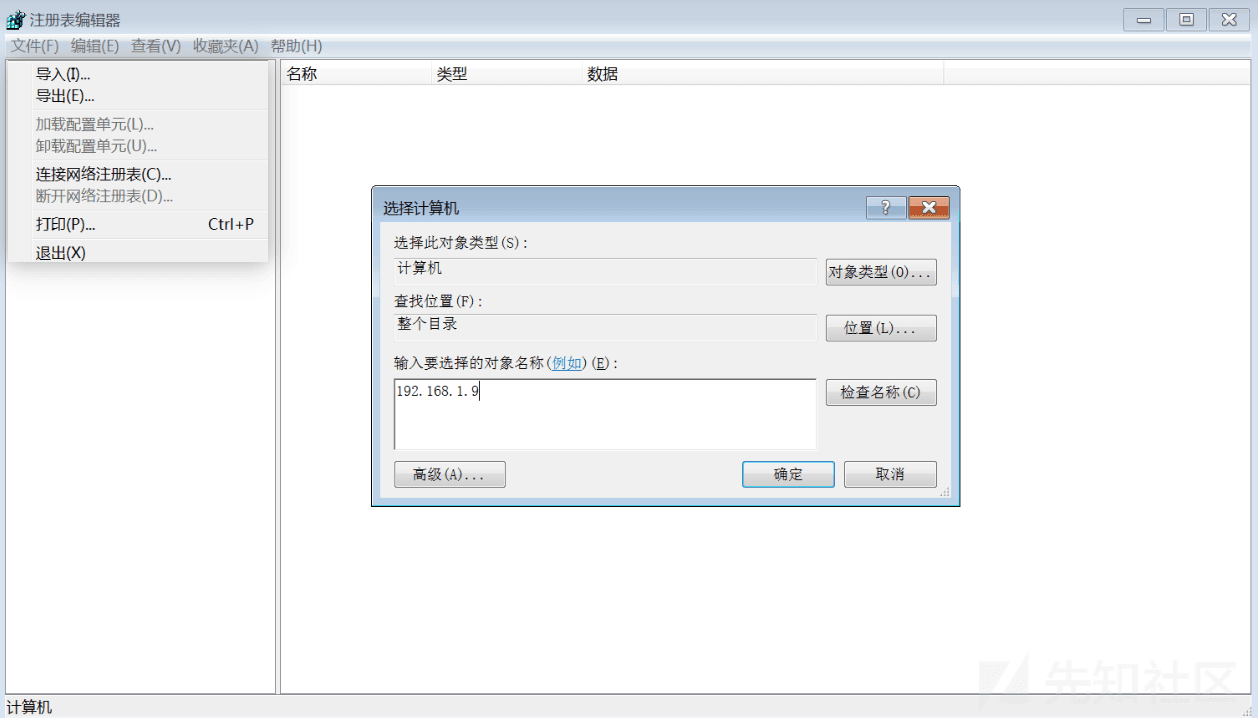 注册表编辑器
文件(F) 编辑(E) 查看(V) 收藏夹(A) 帮助(H)
导入(I)...
导出(E)...
加载配置单元(L)...
卸载配置单元(U)...
连接网络注册表(C)...
断开网络注册表(D)...
打印(P)... Ctrl+P
退出(X)
名称 类型 数据
选择计算机
选择此对象类型(S):
计算机 对象类型(O)...
查找位置(F):
整个目录 位置(L)...
输入要选择的对象名称(例如)(E):
192.168.1.9 检查名称(C)
高级(A)... 确定 取消
先知社区
计算机